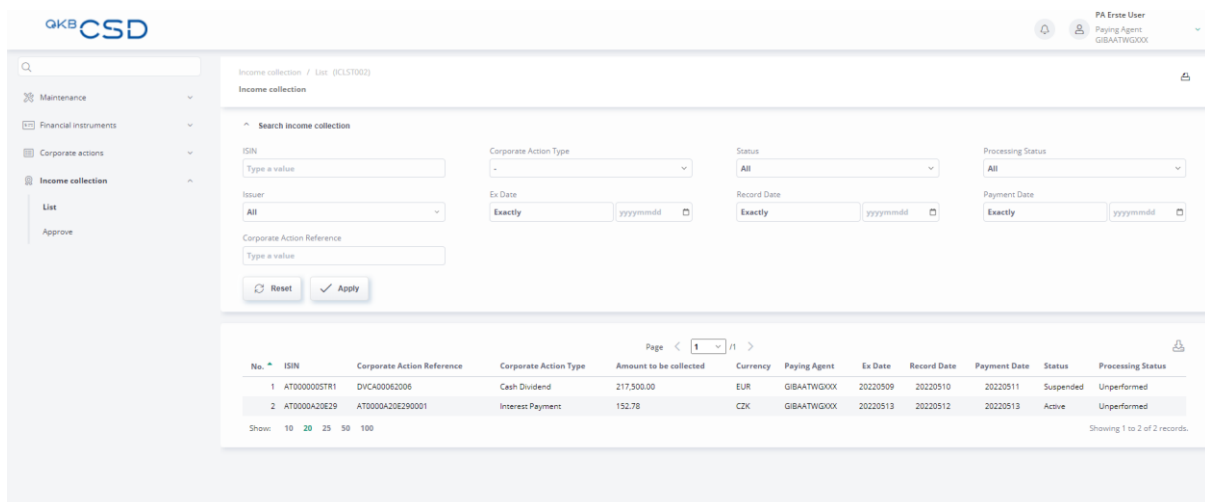 OKB CSD
PA Erste User
Paying Agent
GIBAATWGXXX
Maintenance
Financial instruments
Corporate actions
Income collection
List
Approve
Income collection / List (ICLST002)
Income collection
Search income collection
ISIN Corporate Action Type Status Processing Status
Type a value - All All
Issuer Ex Date Record Date Payment Date
All Exactly yyyymmdd Exactly yyyymmdd Exactly yyyymmdd
Corporate Action Reference
Type a value
Reset Apply
Page 1 /1
No. ISIN Corporate Action Reference Corporate Action Type Amount to be collected Currency Paying Agent Ex Date Record Date Payment Date Status Processing Status
1 AT000000STR1 DVCA00062006 Cash Dividend 217,500.00 EUR GIBAATWGXXX 20220509 20220510 20220511 Suspended Unperformed
2 AT0000A20E29 AT0000A20E290001 Interest Payment 152.78 CZK GIBAATWGXXX 20220513 20220512 20220513 Active Unperformed
Show: 10 20 25 50 100
Showing 1 to 2 of 2 records.